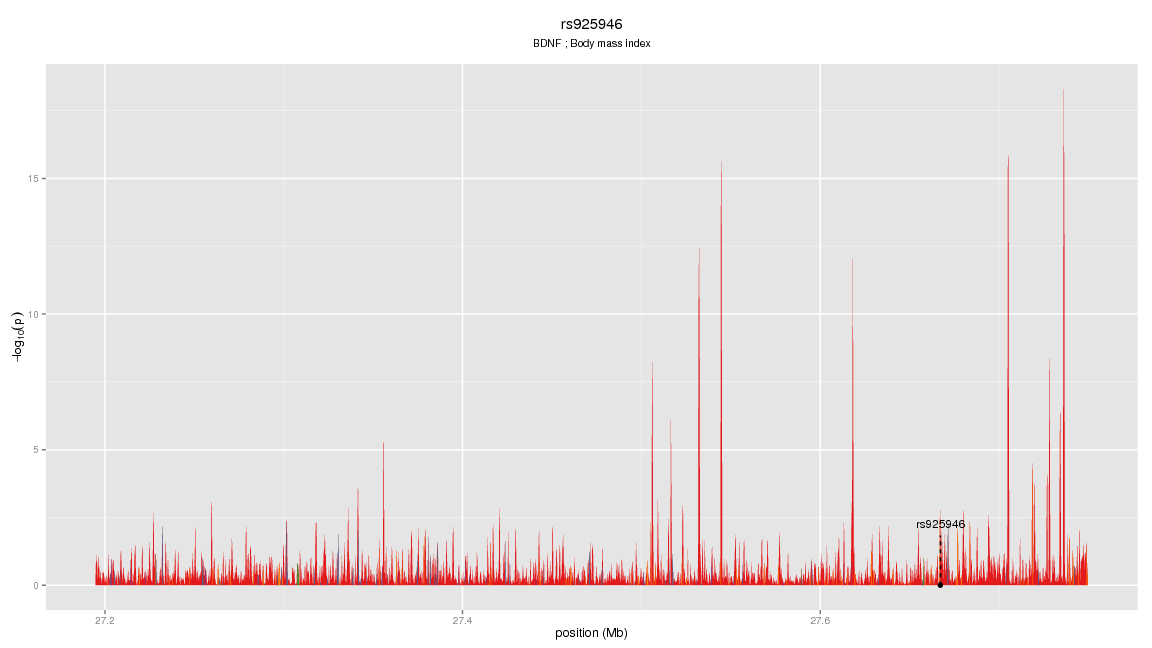 rs925946
BDNF ; Body mass index
−log10(p)
15
10
5
0
rs925946
27.2
27.4
27.6
position (Mb)